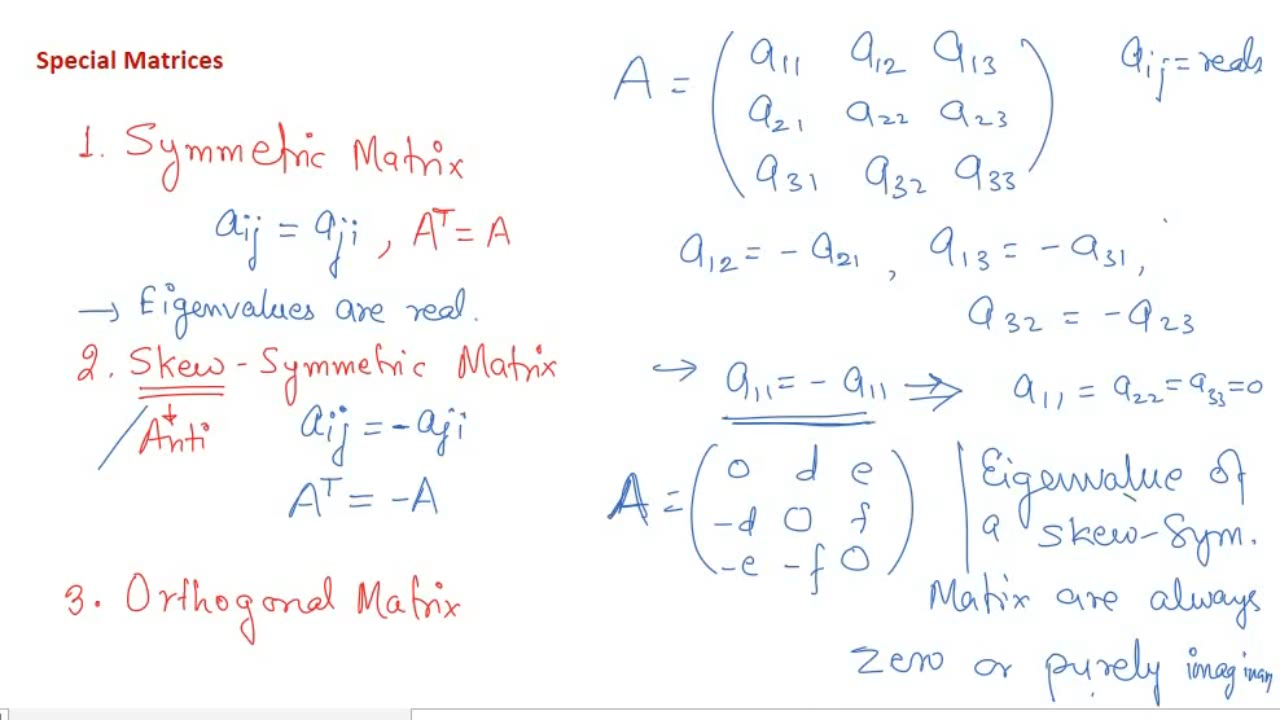 Special Matrices
1. Symmetric Matrix
aij = aji , Aᵀ = A
→ Eigenvalues are real.
2. Skew - Symmetric Matrix
↓
Anti
aij = -aji
Aᵀ = -A
3. Orthogonal Matrix
A = ( a11 a12 a13
a21 a22 a23
a31 a32 a33 )
aij = reals
a12 = - a21 , a13 = - a31 ,
a32 = - a23
→ a11 = - a11 ⇒ a11 = a22 = a33 = 0
A = ( 0 d e
-d 0 f
-e -f 0 )
Eigenvalue of
a Skew-Sym.
Matrix are always
zero or purely imaginary